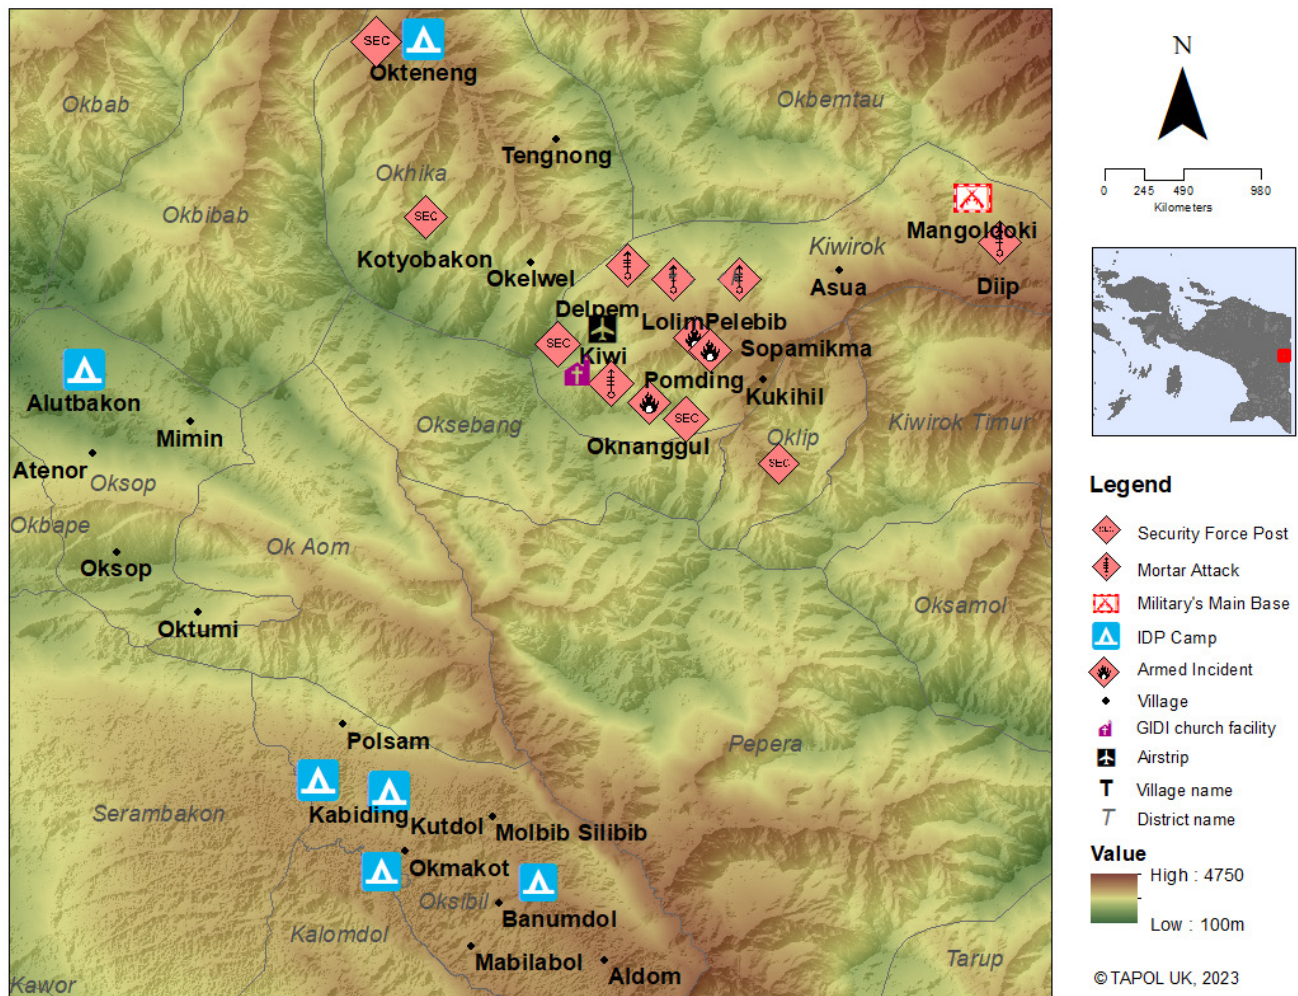 SEC
Okteneng
Okbab
Okbemtau
Tengnong
Okhika
Okbibab
SEC
Mangoldoki
Kiwirok
Kotyobakon
Okelwel
Asua
Diip
Delpem
LolimPelebib
SEC
Kiwi
Sopamikma
Pomding
Kukihil
Alutbakon
Mimin
Oksebang
SEC
Kiwirok Timur
Oknanggul
Oklip
SEC
Atenor
Oksop
Okbape
Ok Aom
Oksop
Oksamol
Oktumi
Polsam
Pepera
Serambakon
Kabiding
Kutdol
Molbib Silibib
Okmakot
Oksibil
Banumdol
Kalomdol
Mabilabol
Aldom
Tarup
Kawor
N
0 245 490 980
Kilometers
Legend
SEC
Security Force Post
Mortar Attack
Military's Main Base
IDP Camp
Armed Incident
Village
GIDI church facility
Airstrip
T Village name
T District name
Value
High : 4750
Low : 100m
©TAPOL UK, 2023